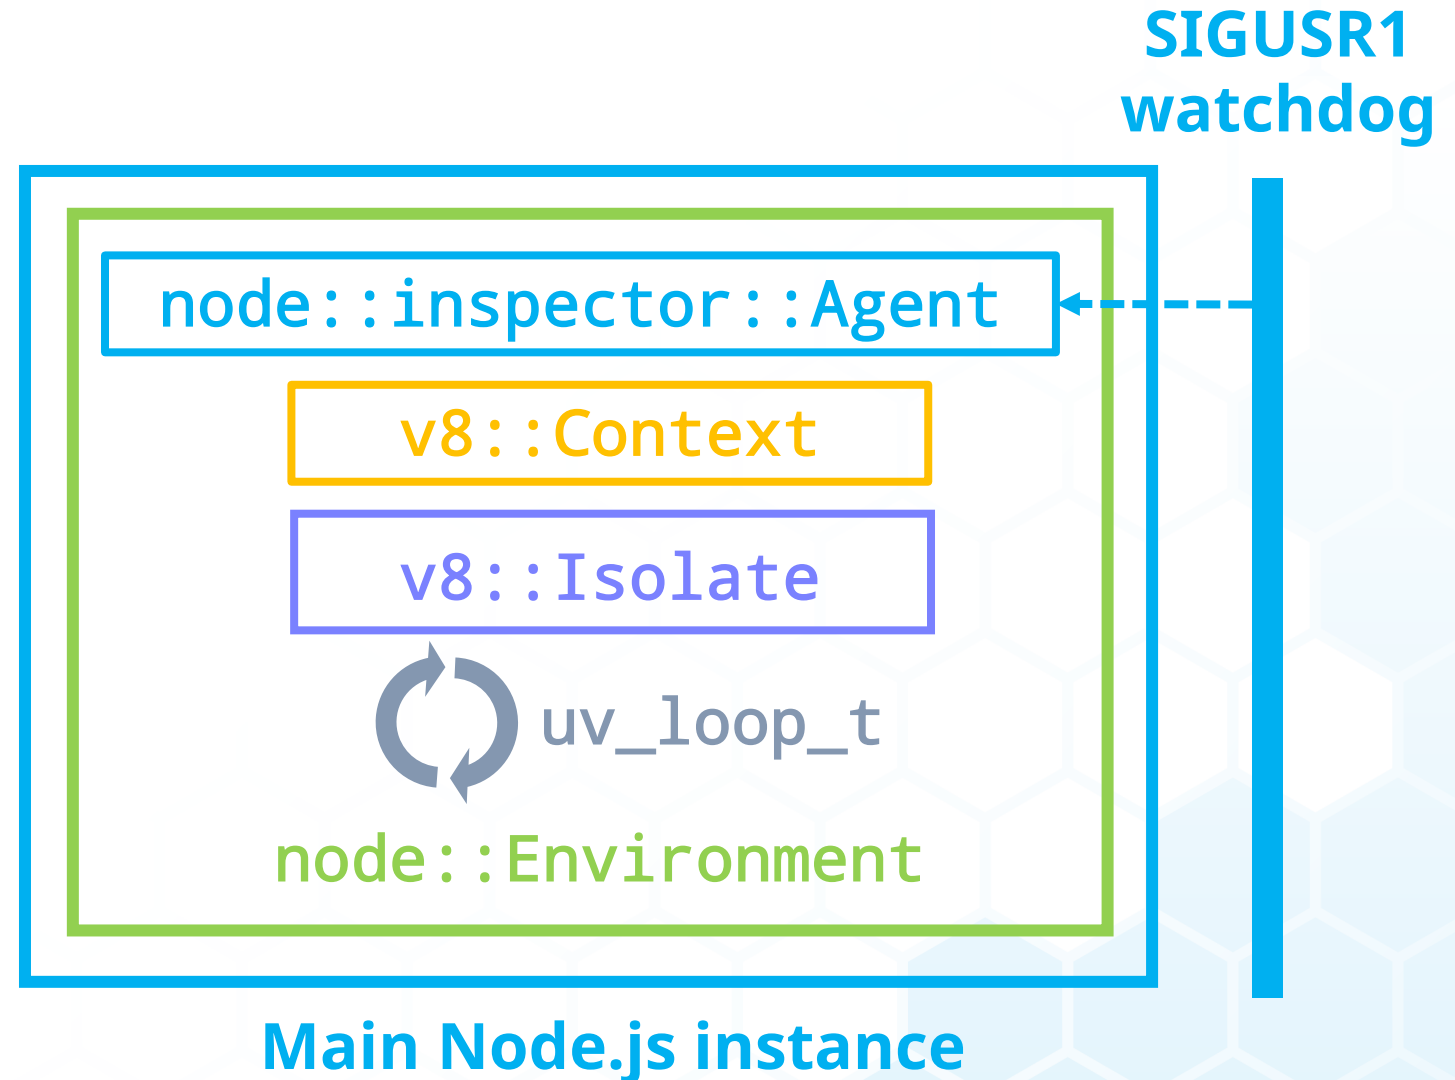 SIGUSR1
watchdog
node::inspector::Agent
v8::Context
v8::Isolate
uv_loop_t
node::Environment
Main Node.js instance